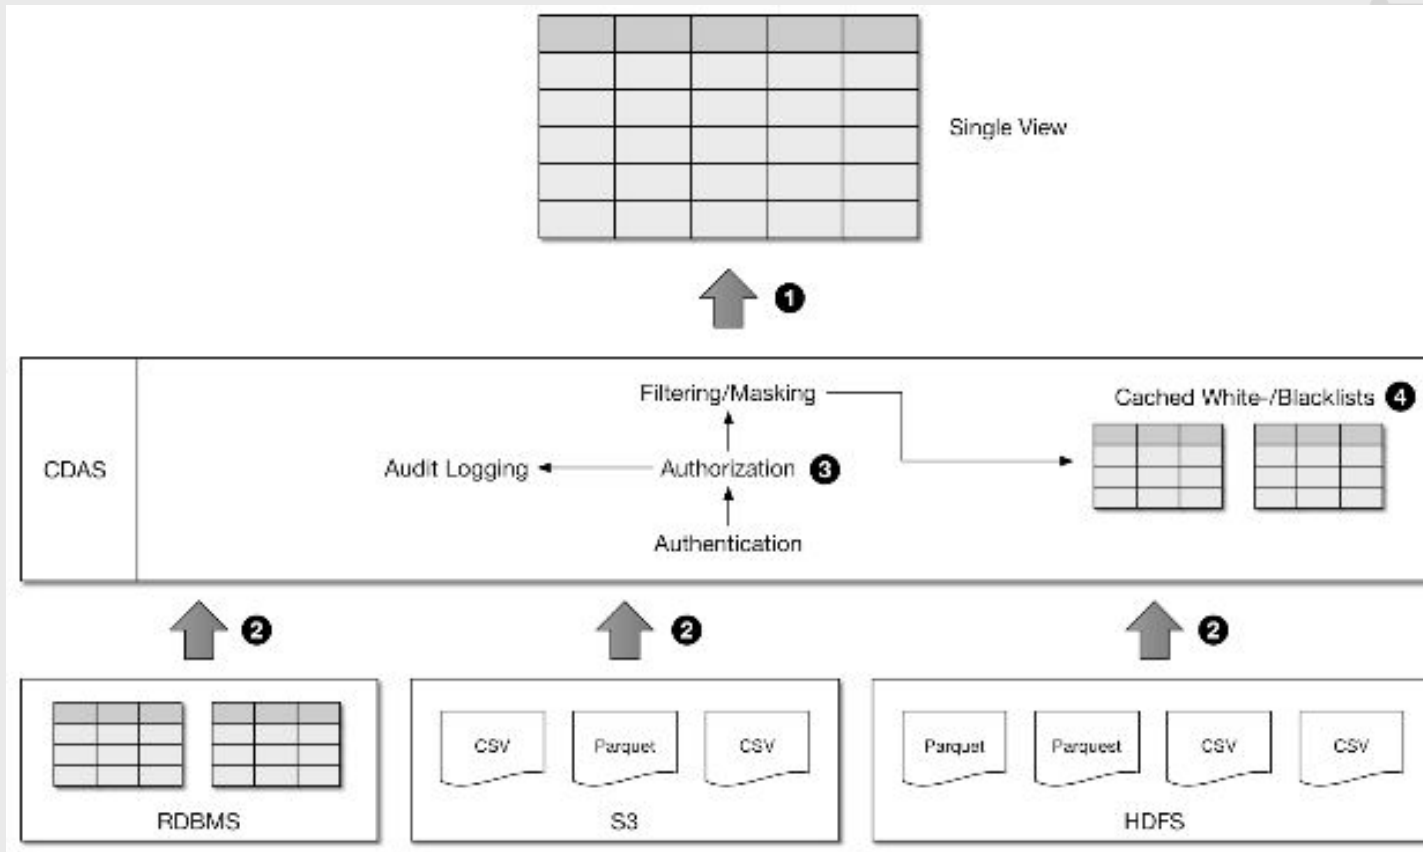 Single View
1
Filtering/Masking
Cached White-/Blacklists 4
CDAS
Audit Logging
Authorization 3
Authentication
2
2
2
CSV
Parquet
CSV
Parquet
Parquest
CSV
CSV
RDBMS
S3
HDFS